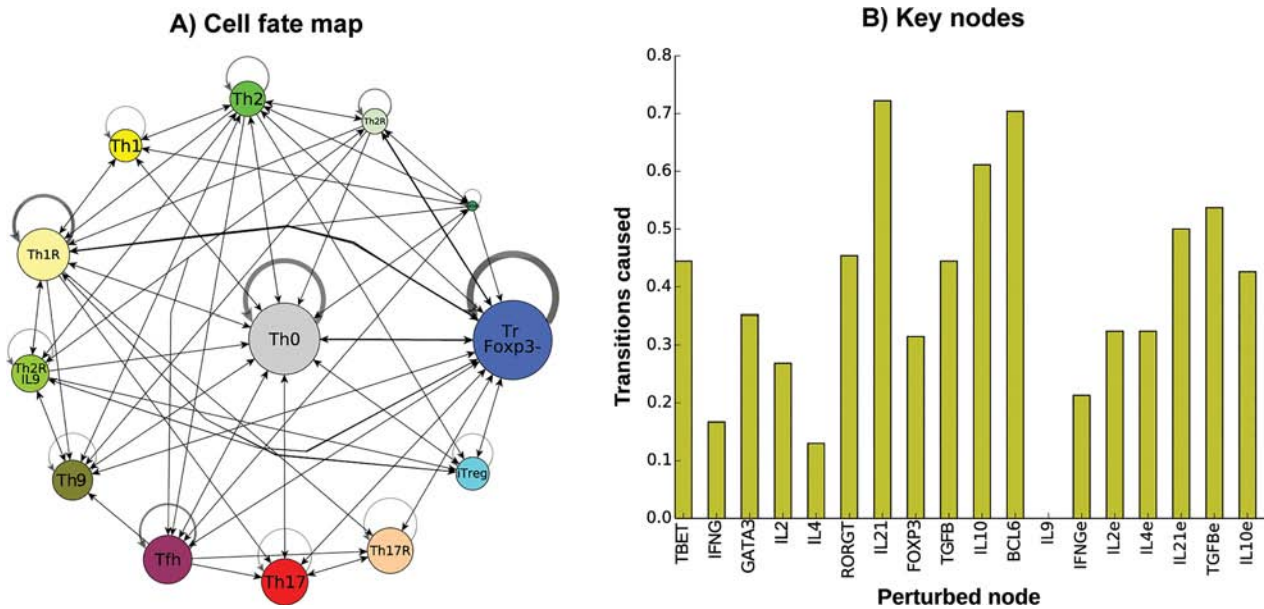 A) Cell fate map
Th2
Th2R
Th1
Th1R
Th0
Tr
Foxp3-
Th2R
IL9
Th9
iTreg
Tfh
Th17
Th17R
B) Key nodes
Transitions caused
0.8
0.7
0.6
0.5
0.4
0.3
0.2
0.1
0.0
TBET
IFNG
GATA3
IL2
IL4
RORGT
IL21
FOXP3
TGFB
IL10
BCL6
IL9
IFNGe
IL2e
IL4e
IL21e
TGFBe
IL10e
Perturbed node